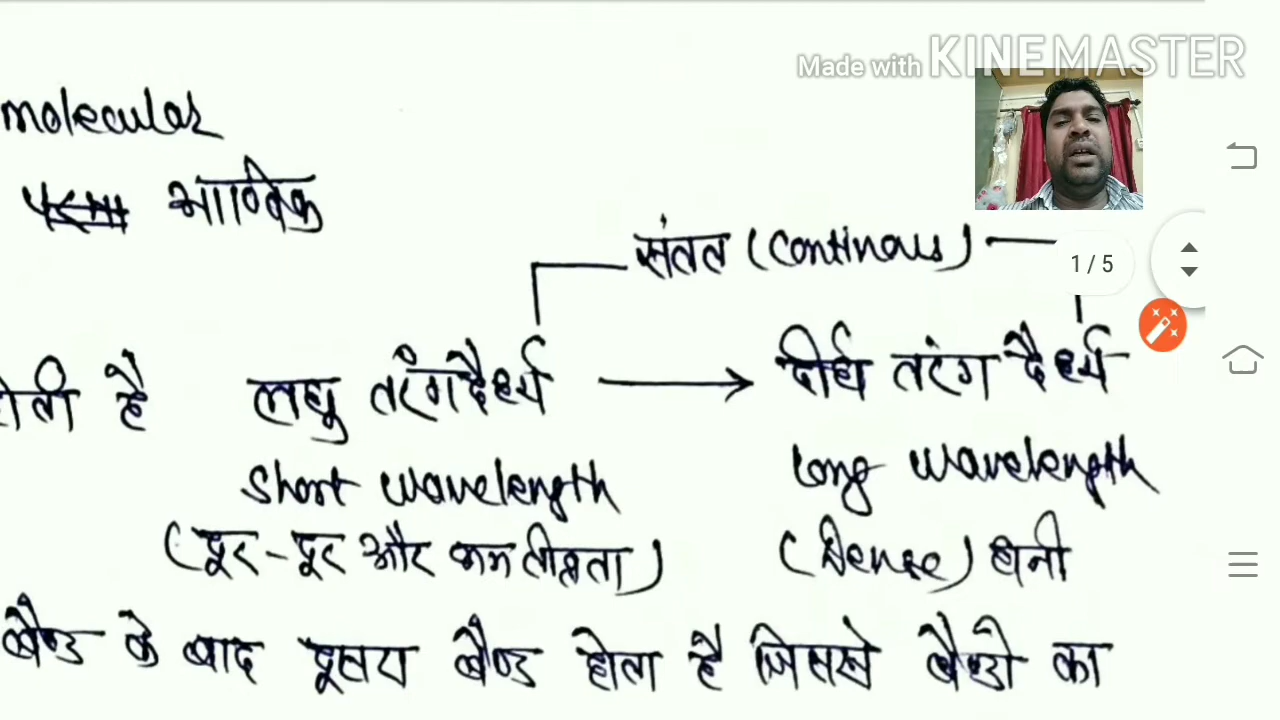 Made with KINEMASTER
molecular
आण्विक
संतत (Continous)
1 / 5
होती है लघु तरंगदैर्ध्य → दीर्घ तरंग दैर्ध्य
Short wavelength Long wavelength
(दूर-दूर और कम तीव्रता) (Dense) घनी
बैण्ड के बाद दूसरा बैण्ड होता है जिससे बैण्डो का